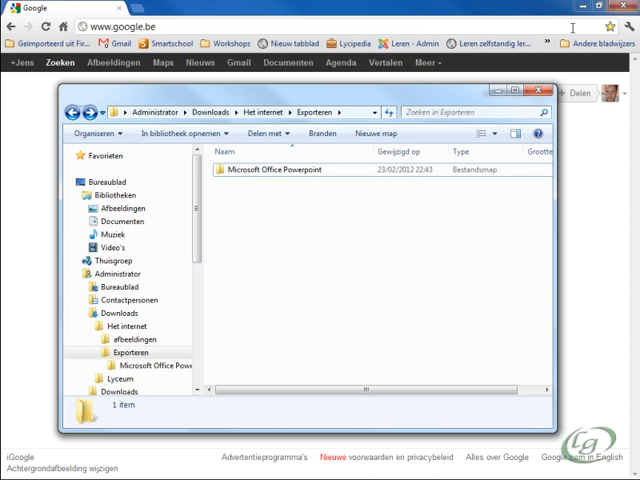 Google
www.google.be
Geïmporteerd uit Fir... Gmail Smartschool Workshops Nieuw tabblad Lycipedia Leren - Admin Leren zelfstandig ler... » Andere bladwijzers
+Jens Zoeken Afbeeldingen Maps Nieuws Gmail Documenten Agenda Vertalen Meer
+ Delen
Administrator Downloads Het internet Exporteren Zoeken in Exporteren
Organiseren In bibliotheek opnemen Delen met Branden Nieuwe map
Naam Gewijzigd op Type Grootte
Favorieten
Microsoft Office Powerpoint 23/02/2012 22:43 Bestandsmap
Bureaublad
Bibliotheken
Afbeeldingen
Documenten
Muziek
Video's
Thuisgroep
Administrator
Bureaublad
Contactpersonen
Downloads
Het internet
afbeeldingen
Exporteren
Microsoft Office Powe
Lyceum
Downloads
1 item
lg
iGoogle Advertentieprogramma's Nieuwe voorwaarden en privacybeleid Alles over Google Google.com in English
Achtergrondafbeelding wijzigen